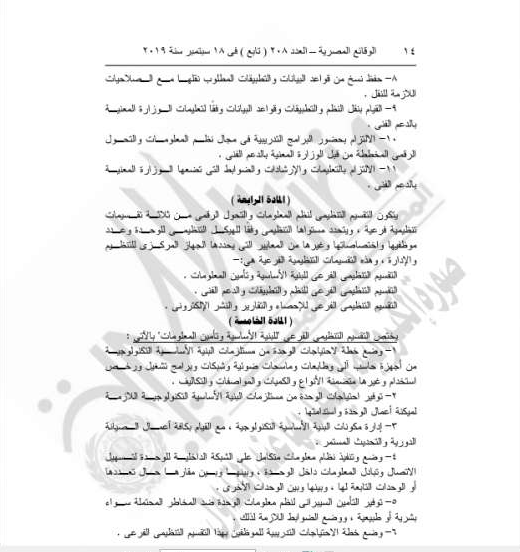 ١٤ الوقائع المصرية – العدد ٢٠٨ ( تابع ) فى ١٨ سبتمبر سنة ٢٠١٩
٨– حفظ نسخ من قواعد البيانات والتطبيقات المطلوب نقلها مع الصلاحيات
اللازمة للنقل .
٩– القيام بنقل النظم والتطبيقات وقواعد البيانات وفقًا لتعليمات الوزارة المعنية
بالدعم الفنى .
١٠– الالتزام بحضور البرامج التدريبية فى مجال نظم المعلومات والتحول
الرقمى المخططة من قبل الوزارة المعنية بالدعم الفنى .
١١– الالتزام بالتعليمات والإرشادات والضوابط التى تضعها الوزارة المعنية
بالدعم الفنى .
( المادة الرابعة )
يتكون التقسيم التنظيمى لنظم المعلومات والتحول الرقمى من ثلاثة تقسيمات
تنظيمية فرعية ، ويتحدد مستواها التنظيمى وفقا للهيكل التنظيمى للوحدة وعدد
موظفيها واختصاصاتها وغيرها من المعايير التى يحددها الجهاز المركزى للتنظيم
والإدارة ، وهذه التقسيمات التنظيمية الفرعية هى:–
التقسيم التنظيمى الفرعى للبنية الأساسية وتأمين المعلومات .
التقسيم التنظيمى الفرعى للنظم والتطبيقات والدعم الفنى .
التقسيم التنظيمى الفرعى للإحصاء والتقارير والنشر الإلكترونى .
( المادة الخامسة )
يختص التقسيم التنظيمى الفرعى "للبنية الأساسية وتأمين المعلومات" بالآتى :
١– وضع خطة لاحتياجات الوحدة من مستلزمات البنية الأساسية التكنولوجية
من أجهزة حاسب آلى وطابعات وماسحات ضوئية وشبكات وبرامج تشغيل ورخص
استخدام وغيرها متضمنة الأنواع والكميات والمواصفات والتكاليف .
٢– توفير احتياجات الوحدة من مستلزمات البنية الأساسية التكنولوجية اللازمة
لميكنة أعمال الوحدة واستدامتها .
٣– إدارة مكونات البنية الأساسية التكنولوجية ، مع القيام بكافة أعمال الصيانة
الدورية والتحديث المستمر .
٤– وضع وتنفيذ نظام معلومات متكامل على الشبكة الداخلية للوحدة لتسهيل
الاتصال وتبادل المعلومات داخل الوحدة ، وبينها وبين مقارها حال تعددها
أو الوحدات التابعة لها ، وبينها وبين الوحدات الأخرى .
٥– توفير التأمين السيبرانى لنظم معلومات الوحدة ضد المخاطر المحتملة سواء
بشرية أو طبيعية ، ووضع الضوابط اللازمة لذلك .
٦– وضع خطة الاحتياجات التدريبية للموظفين بهذا التقسيم التنظيمى الفرعى .